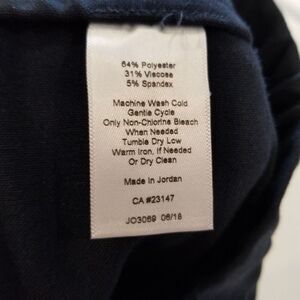 64% Polyester
31% Viscose
5% Spandex
Machine Wash Cold
Gentle Cycle
Only Non-Chlorine Bleach
When Needed
Tumble Dry Low
Warm Iron, If Needed
Or Dry Clean
Made in Jordan
CA #23147
JO3069 06/18